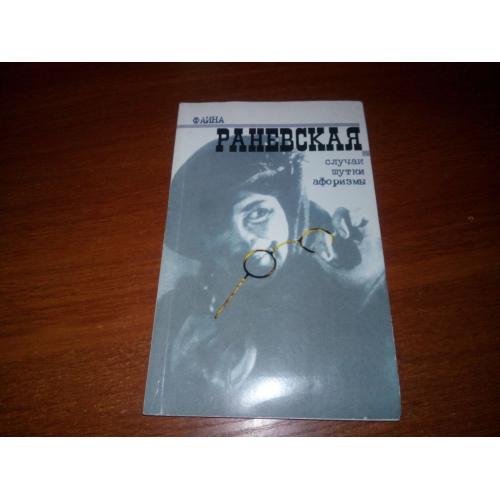 ФАИНА
РАНЕВСКАЯ
случаи
шутки
афоризмы